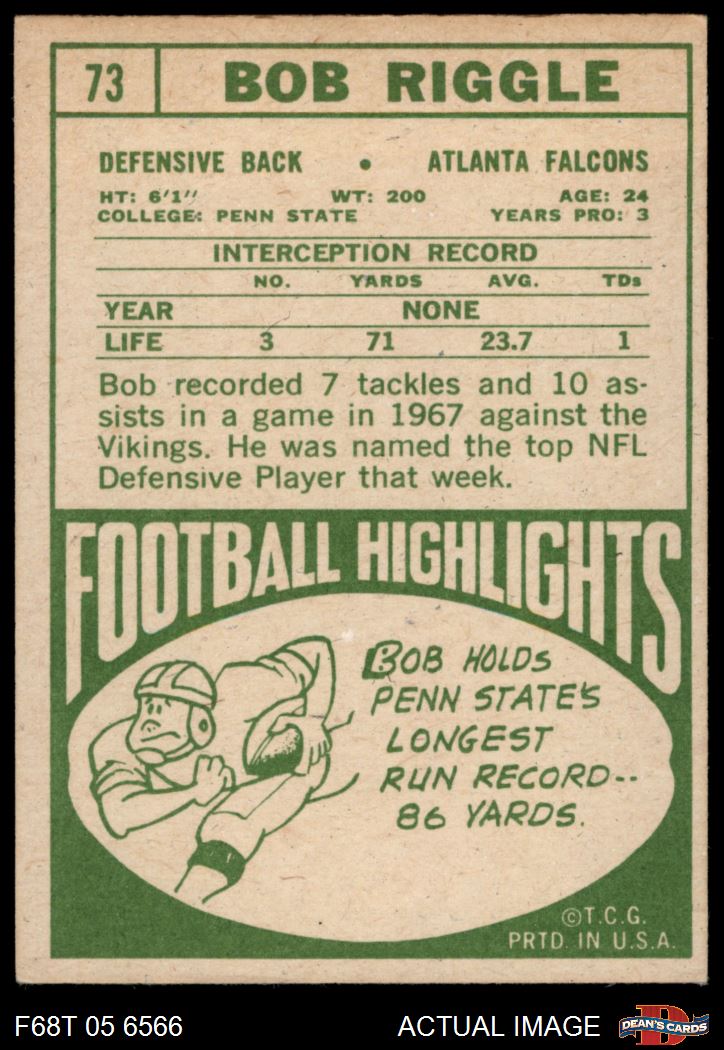 73 BOB RIGGLE
DEFENSIVE BACK • ATLANTA FALCONS
HT: 6'1" WT: 200 AGE: 24
COLLEGE: PENN STATE YEARS PRO: 3
INTERCEPTION RECORD
NO. YARDS AVG. TDs
YEAR NONE
LIFE 3 71 23.7 1
Bob recorded 7 tackles and 10 as-
sists in a game in 1967 against the
Vikings. He was named the top NFL
Defensive Player that week.
FOOTBALL HIGHLIGHTS
BOB HOLDS
PENN STATE'S
LONGEST
RUN RECORD--
86 YARDS.
©T.C.G.
PRTD. IN U.S.A.
F68T 05 6566 ACTUAL IMAGE D DEAN'S CARDS